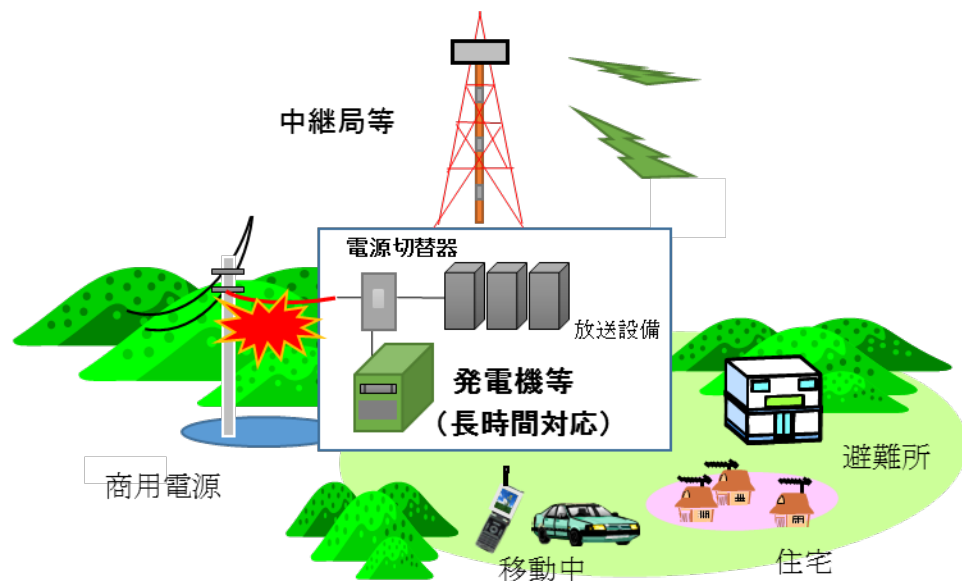 中継局等
電源切替器
放送設備
発電機等
（長時間対応）
商用電源
避難所
住宅
移動中